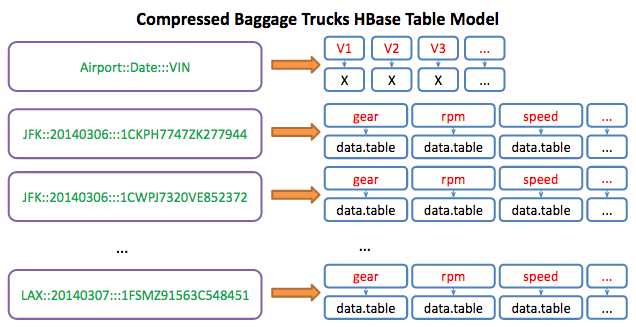 Compressed Baggage Trucks HBase Table Model
Airport::Date:::VIN
V1 V2 V3 ...
X X X ...
JFK::20140306:::1CKPH7747ZK277944
gear rpm speed ...
data.table data.table data.table ...
JFK::20140306:::1CWPJ7320VE852372
gear rpm speed ...
data.table data.table data.table ...
... ...
LAX::20140307:::1FSMZ91563C548451
gear rpm speed ...
data.table data.table data.table ...